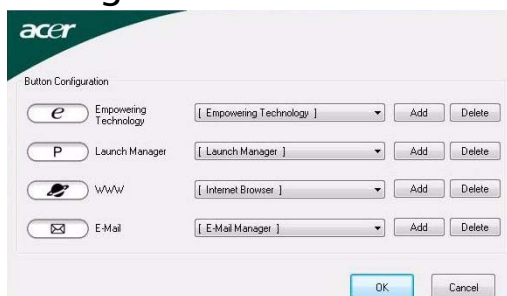 acer
Button Configuration
e Empowering Technology [ Empowering Technology ] Add Delete
P Launch Manager [ Launch Manager ] Add Delete
WWW [ Internet Browser ] Add Delete
E-Mail [ E-Mail Manager ] Add Delete
OK Cancel